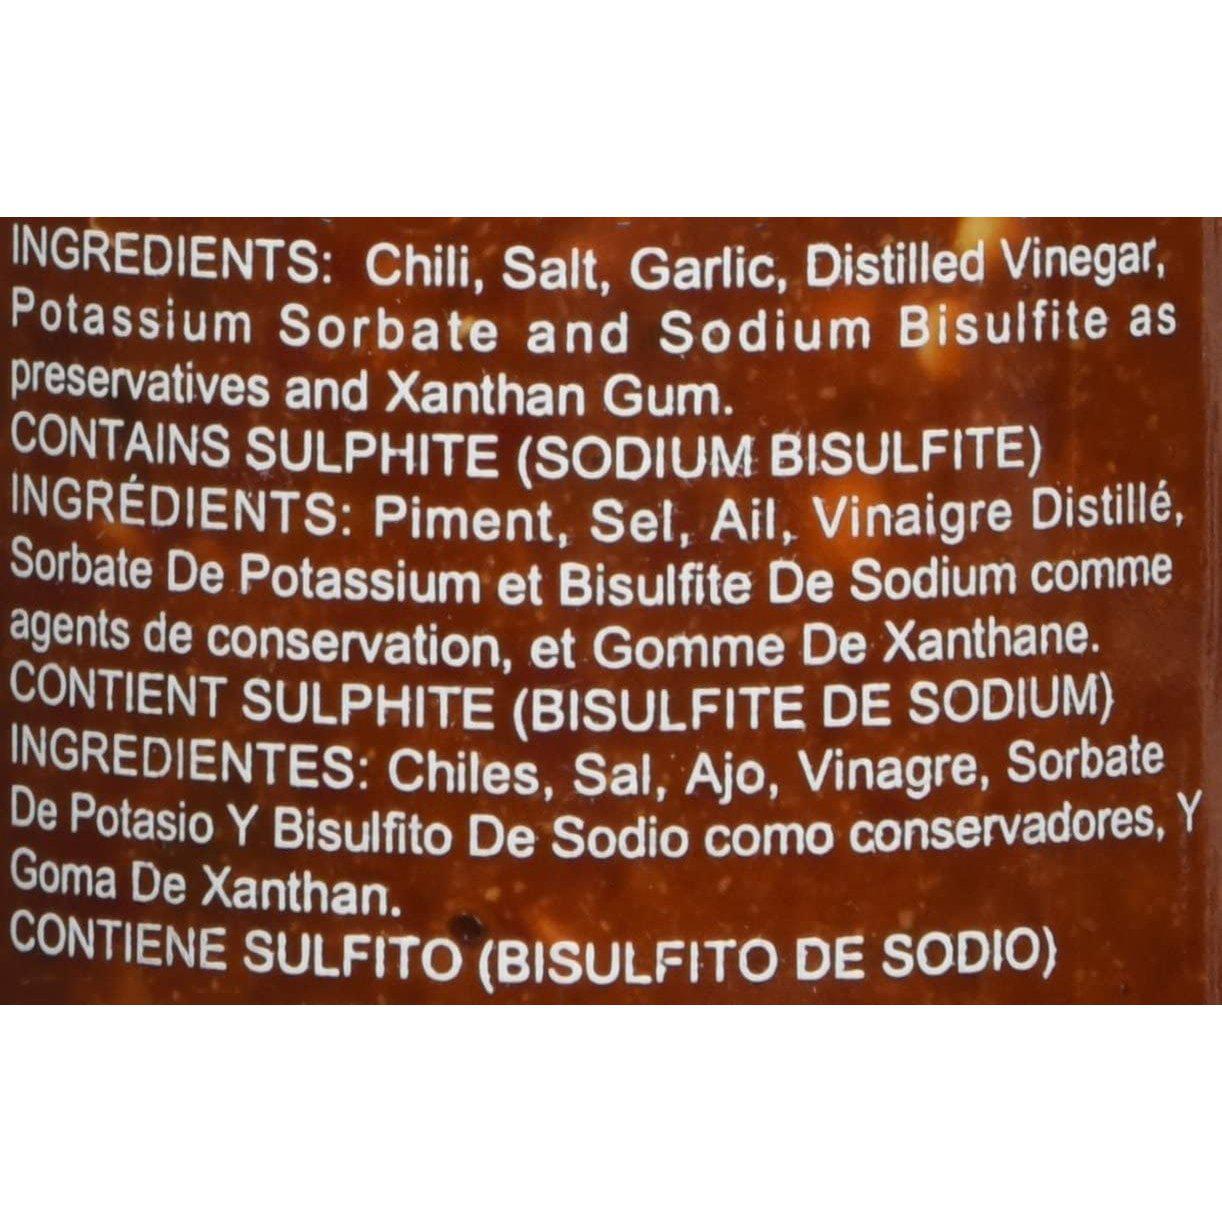 INGREDIENTS: Chili, Salt, Garlic, Distilled Vinegar,
Potassium Sorbate and Sodium Bisulfite as
preservatives and Xanthan Gum.
CONTAINS SULPHITE (SODIUM BISULFITE)
INGRÉDIENTS: Piment, Sel, Ail, Vinaigre Distillé,
Sorbate De Potassium et Bisulfite De Sodium comme
agents de conservation, et Gomme De Xanthane.
CONTIENT SULPHITE (BISULFITE DE SODIUM)
INGREDIENTES: Chiles, Sal, Ajo, Vinagre, Sorbate
De Potasio Y Bisulfito De Sodio como conservadores, Y
Goma De Xanthan.
CONTIENE SULFITO (BISULFITO DE SODIO)